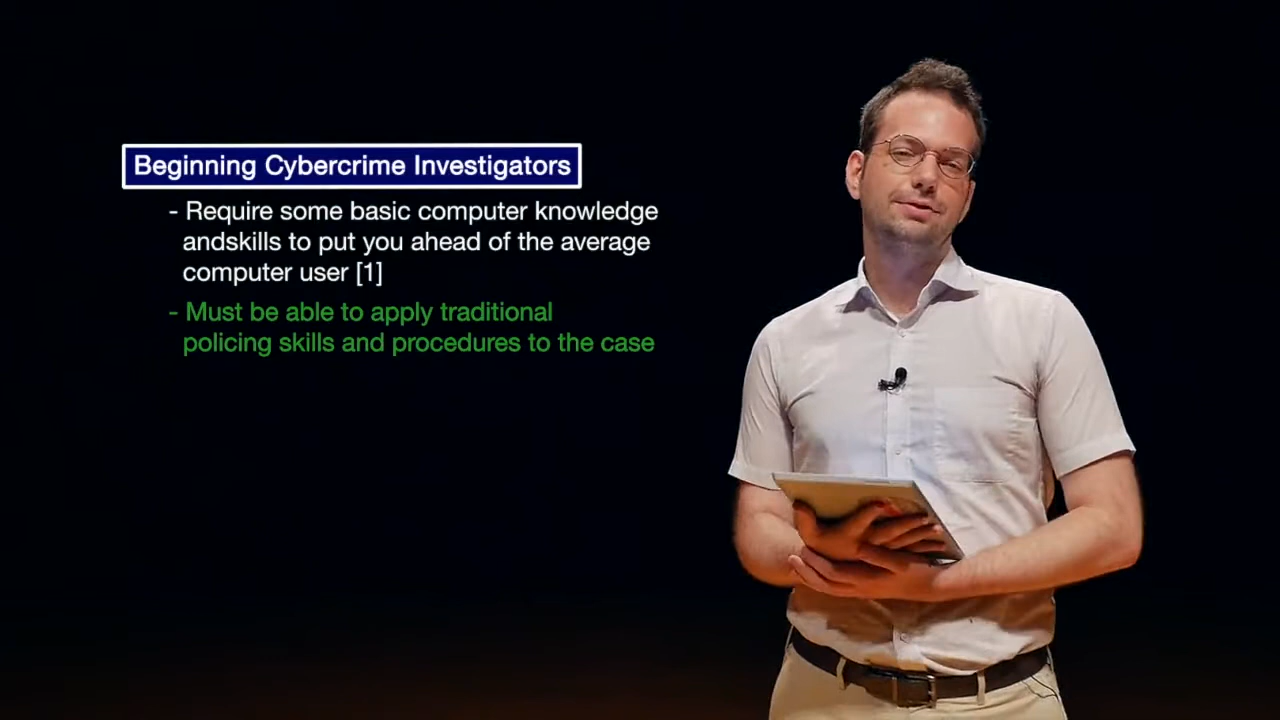 Beginning Cybercrime Investigators
- Require some basic computer knowledge
andskills to put you ahead of the average
computer user [1]
- Must be able to apply traditional
policing skills and procedures to the case